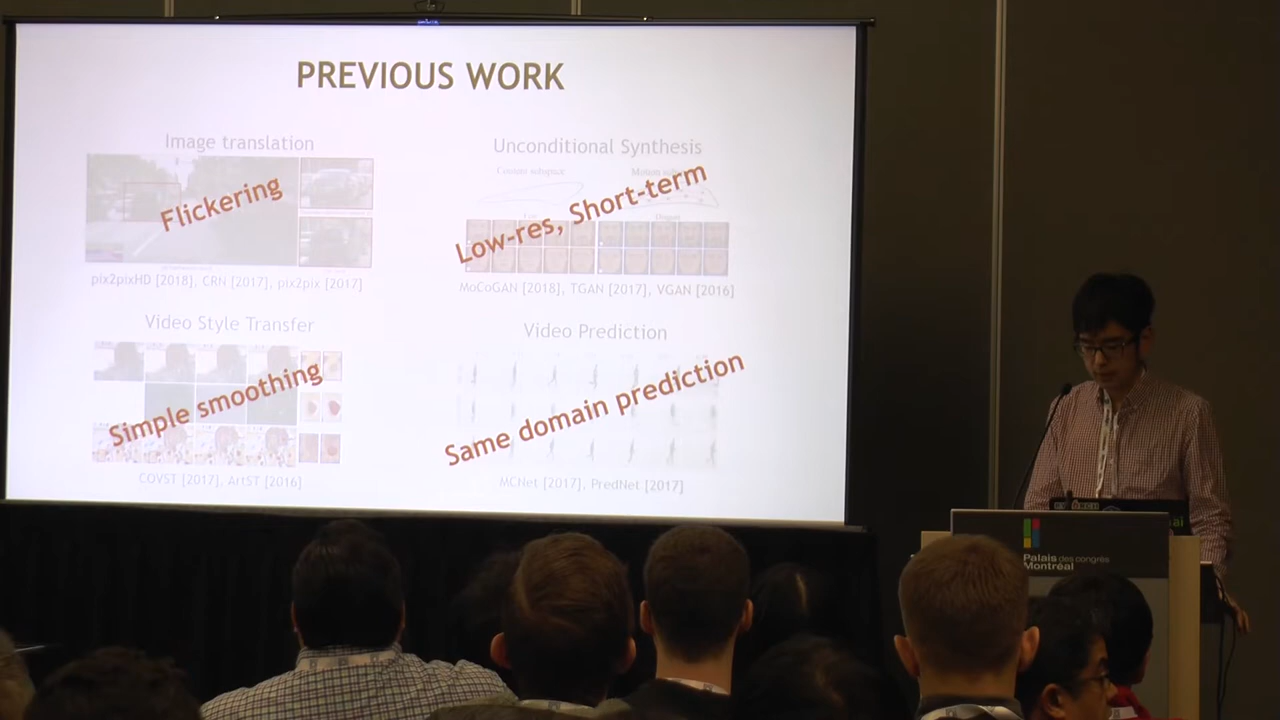 PREVIOUS WORK
Image translation
Flickering
pix2pixHD [2018], CRN [2017], pix2pix [2017]
Unconditional Synthesis
Low-res, Short-term
MoCoGAN [2018], TGAN [2017], VGAN [2016]
Video Style Transfer
Simple smoothing
COVST [2017], ArtST [2016]
Video Prediction
Same domain prediction
MCNet [2017], PredNet [2017]
Palais des congrès
Montréal